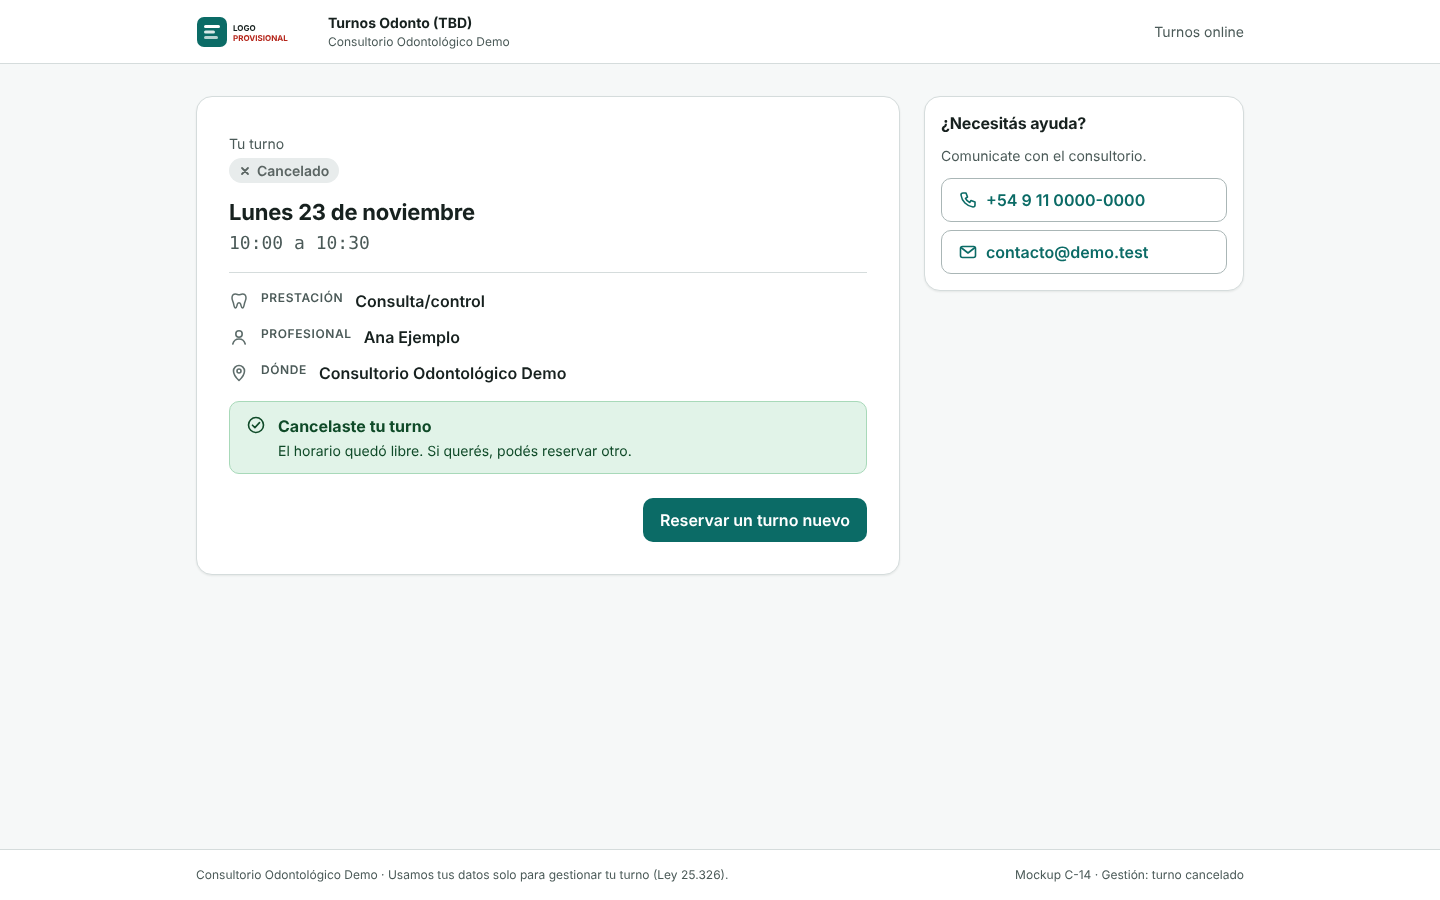 LOGO
PROVISIONAL
Turnos Odonto (TBD)
Consultorio Odontológico Demo
Turnos online
Tu turno
Cancelado
Lunes 23 de noviembre
10:00 a 10:30
PRESTACIÓN Consulta/control
PROFESIONAL Ana Ejemplo
DÓNDE Consultorio Odontológico Demo
Cancelaste tu turno
El horario quedó libre. Si querés, podés reservar otro.
Reservar un turno nuevo
¿Necesitás ayuda?
Comunicate con el consultorio.
+54 9 11 0000-0000
contacto@demo.test
Consultorio Odontológico Demo · Usamos tus datos solo para gestionar tu turno (Ley 25.326).
Mockup C-14 · Gestión: turno cancelado